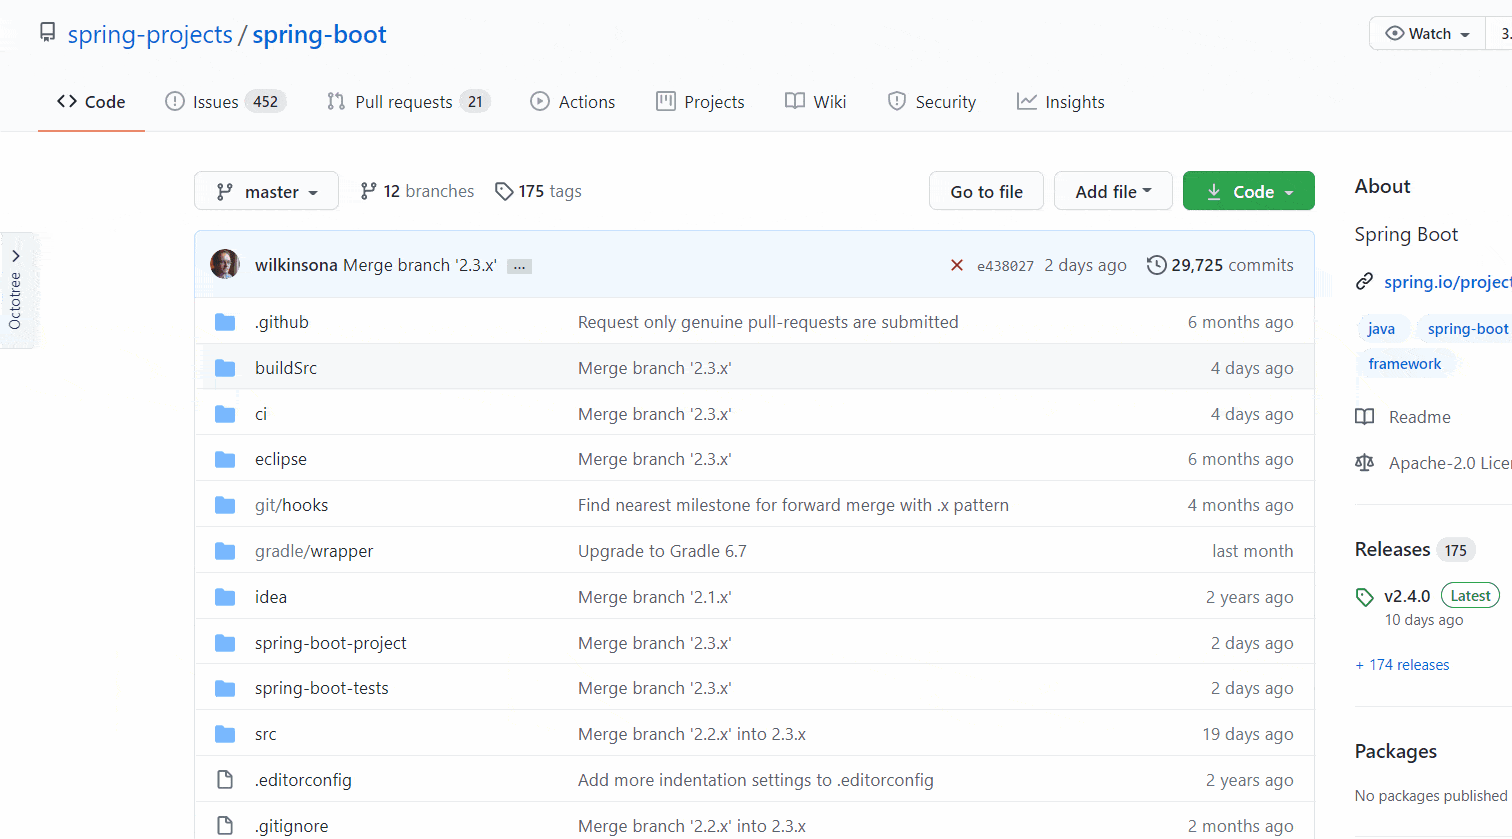 spring-projects / spring-boot
Watch 3.
Code Issues 452 Pull requests 21 Actions Projects Wiki Security Insights
master 12 branches 175 tags Go to file Add file Code
wilkinsona Merge branch '2.3.x' ... e438027 2 days ago 29,725 commits
.github Request only genuine pull-requests are submitted 6 months ago
buildSrc Merge branch '2.3.x' 4 days ago
ci Merge branch '2.3.x' 4 days ago
eclipse Merge branch '2.3.x' 6 months ago
git/hooks Find nearest milestone for forward merge with .x pattern 4 months ago
gradle/wrapper Upgrade to Gradle 6.7 last month
idea Merge branch '2.1.x' 2 years ago
spring-boot-project Merge branch '2.3.x' 2 days ago
spring-boot-tests Merge branch '2.3.x' 2 days ago
src Merge branch '2.2.x' into 2.3.x 19 days ago
.editorconfig Add more indentation settings to .editorconfig 2 years ago
.gitignore Merge branch '2.2.x' into 2.3.x 2 months ago
Octotree
About
Spring Boot
spring.io/project
java spring-boot
framework
Readme
Apache-2.0 Licen
Releases 175
v2.4.0 Latest
10 days ago
+ 174 releases
Packages
No packages published